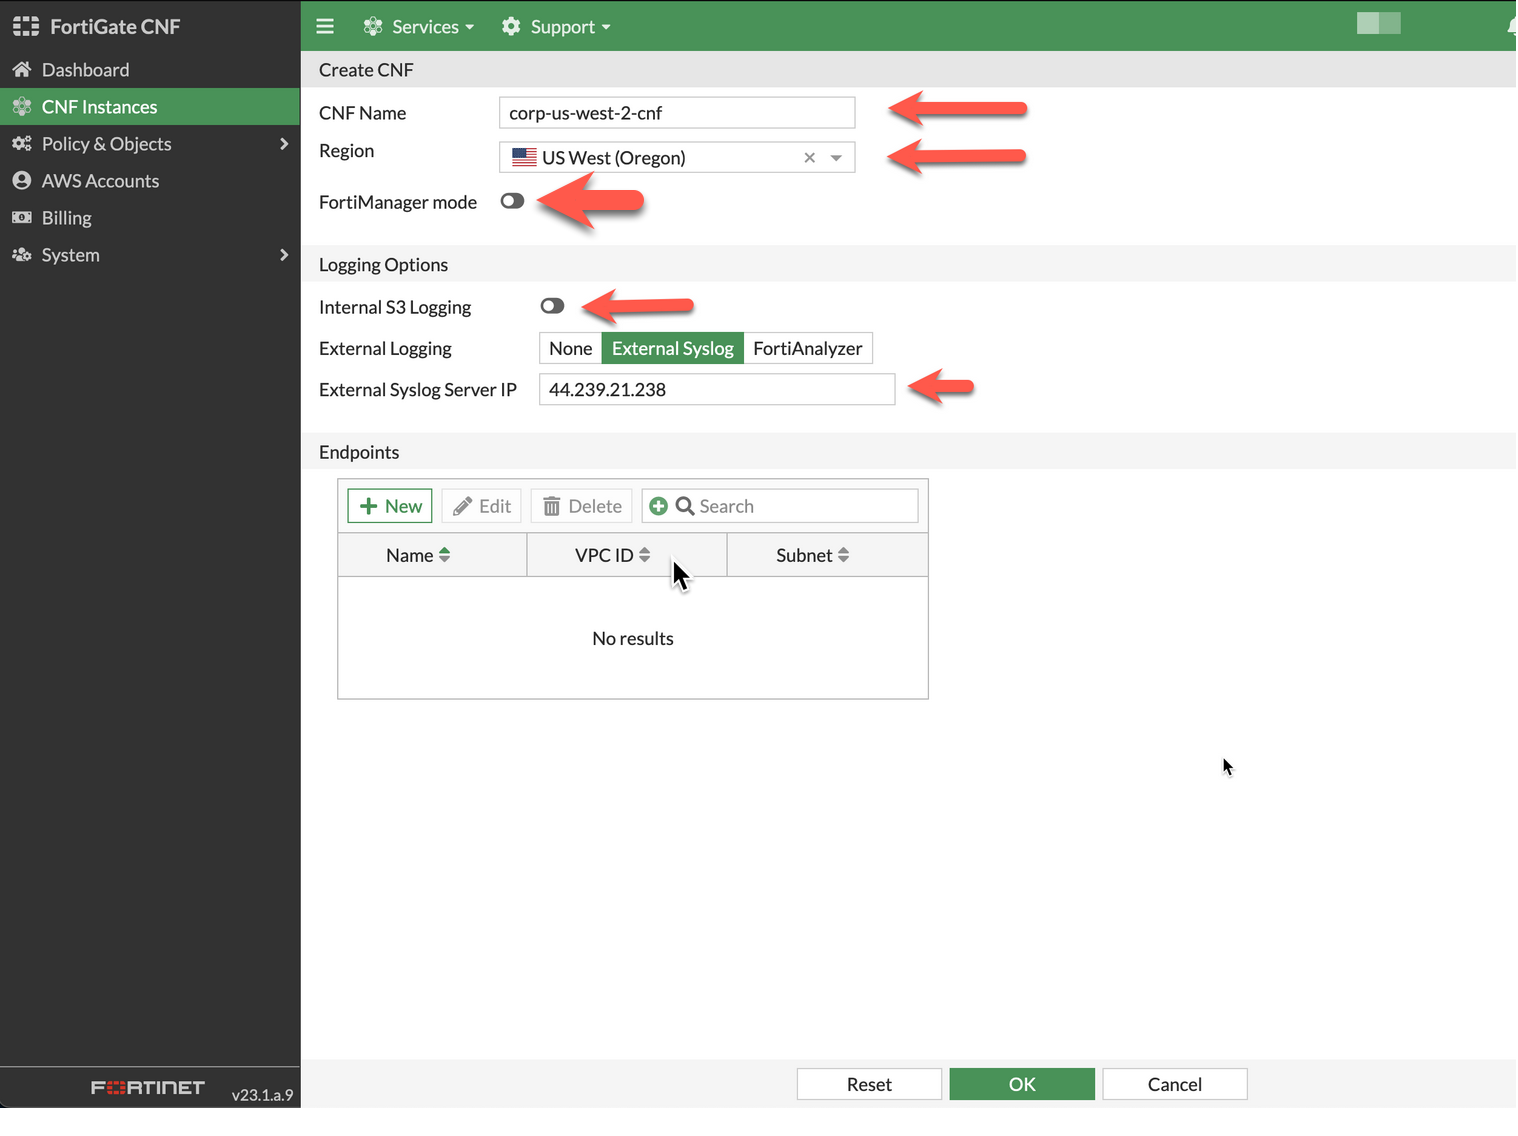 FortiGate CNF
Services
Support
Dashboard
CNF Instances
Policy & Objects
AWS Accounts
Billing
System
Create CNF
CNF Name corp-us-west-2-cnf
Region US West (Oregon)
FortiManager mode
Logging Options
Internal S3 Logging
External Logging None External Syslog FortiAnalyzer
External Syslog Server IP 44.239.21.238
Endpoints
New Edit Delete Search
Name VPC ID Subnet
No results
Reset OK Cancel
FORTINET v23.1.a.9